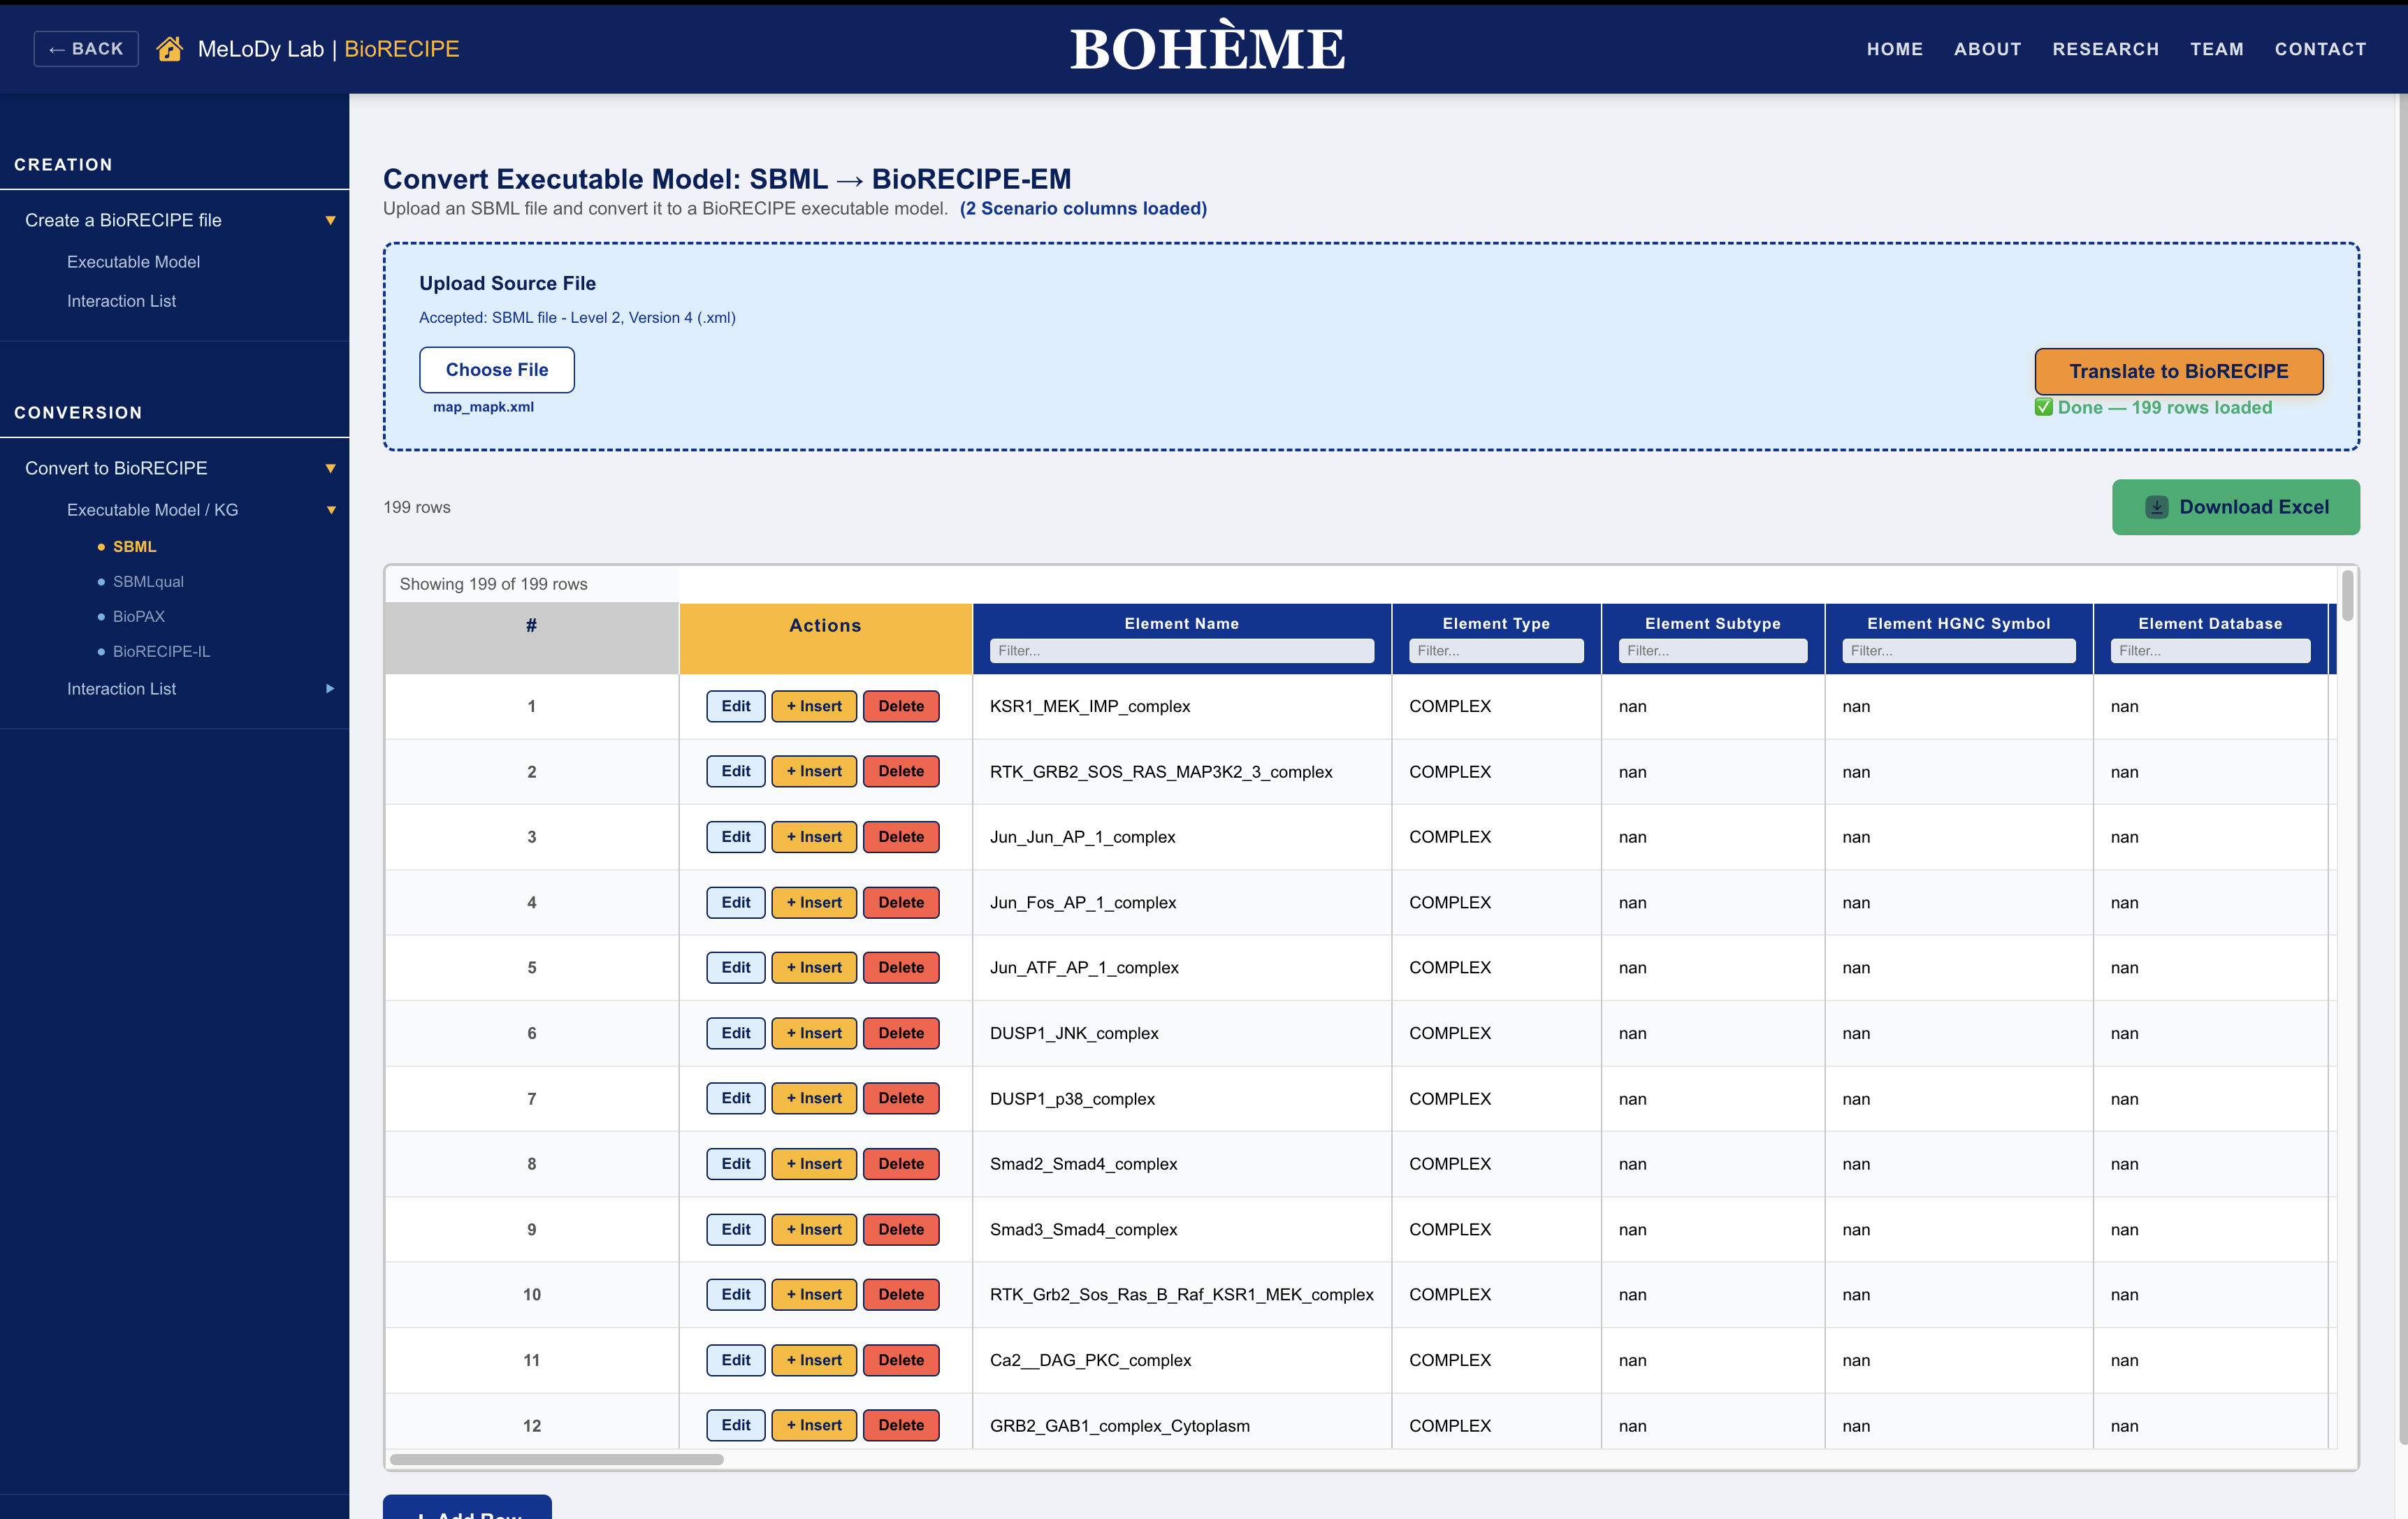 ← BACK
MeLoDy Lab | BioRECIPE
BOHÈME
HOME ABOUT RESEARCH TEAM CONTACT
CREATION
Create a BioRECIPE file
Executable Model
Interaction List
CONVERSION
Convert to BioRECIPE
Executable Model / KG
SBML
SBMLqual
BioPAX
BioRECIPE-IL
Interaction List
Convert Executable Model: SBML → BioRECIPE-EM
Upload an SBML file and convert it to a BioRECIPE executable model. (2 Scenario columns loaded)
Upload Source File
Accepted: SBML file - Level 2, Version 4 (.xml)
Choose File
map_mapk.xml
Translate to BioRECIPE
✅ Done — 199 rows loaded
199 rows
Download Excel
Showing 199 of 199 rows
# Actions Element Name Element Type Element Subtype Element HGNC Symbol Element Database
Filter... Filter... Filter... Filter... Filter...
1 Edit + Insert Delete KSR1_MEK_IMP_complex COMPLEX nan nan nan
2 Edit + Insert Delete RTK_GRB2_SOS_RAS_MAP3K2_3_complex COMPLEX nan nan nan
3 Edit + Insert Delete Jun_Jun_AP_1_complex COMPLEX nan nan nan
4 Edit + Insert Delete Jun_Fos_AP_1_complex COMPLEX nan nan nan
5 Edit + Insert Delete Jun_ATF_AP_1_complex COMPLEX nan nan nan
6 Edit + Insert Delete DUSP1_JNK_complex COMPLEX nan nan nan
7 Edit + Insert Delete DUSP1_p38_complex COMPLEX nan nan nan
8 Edit + Insert Delete Smad2_Smad4_complex COMPLEX nan nan nan
9 Edit + Insert Delete Smad3_Smad4_complex COMPLEX nan nan nan
10 Edit + Insert Delete RTK_Grb2_Sos_Ras_B_Raf_KSR1_MEK_complex COMPLEX nan nan nan
11 Edit + Insert Delete Ca2__DAG_PKC_complex COMPLEX nan nan nan
12 Edit + Insert Delete GRB2_GAB1_complex_Cytoplasm COMPLEX nan nan nan
+ Add Row